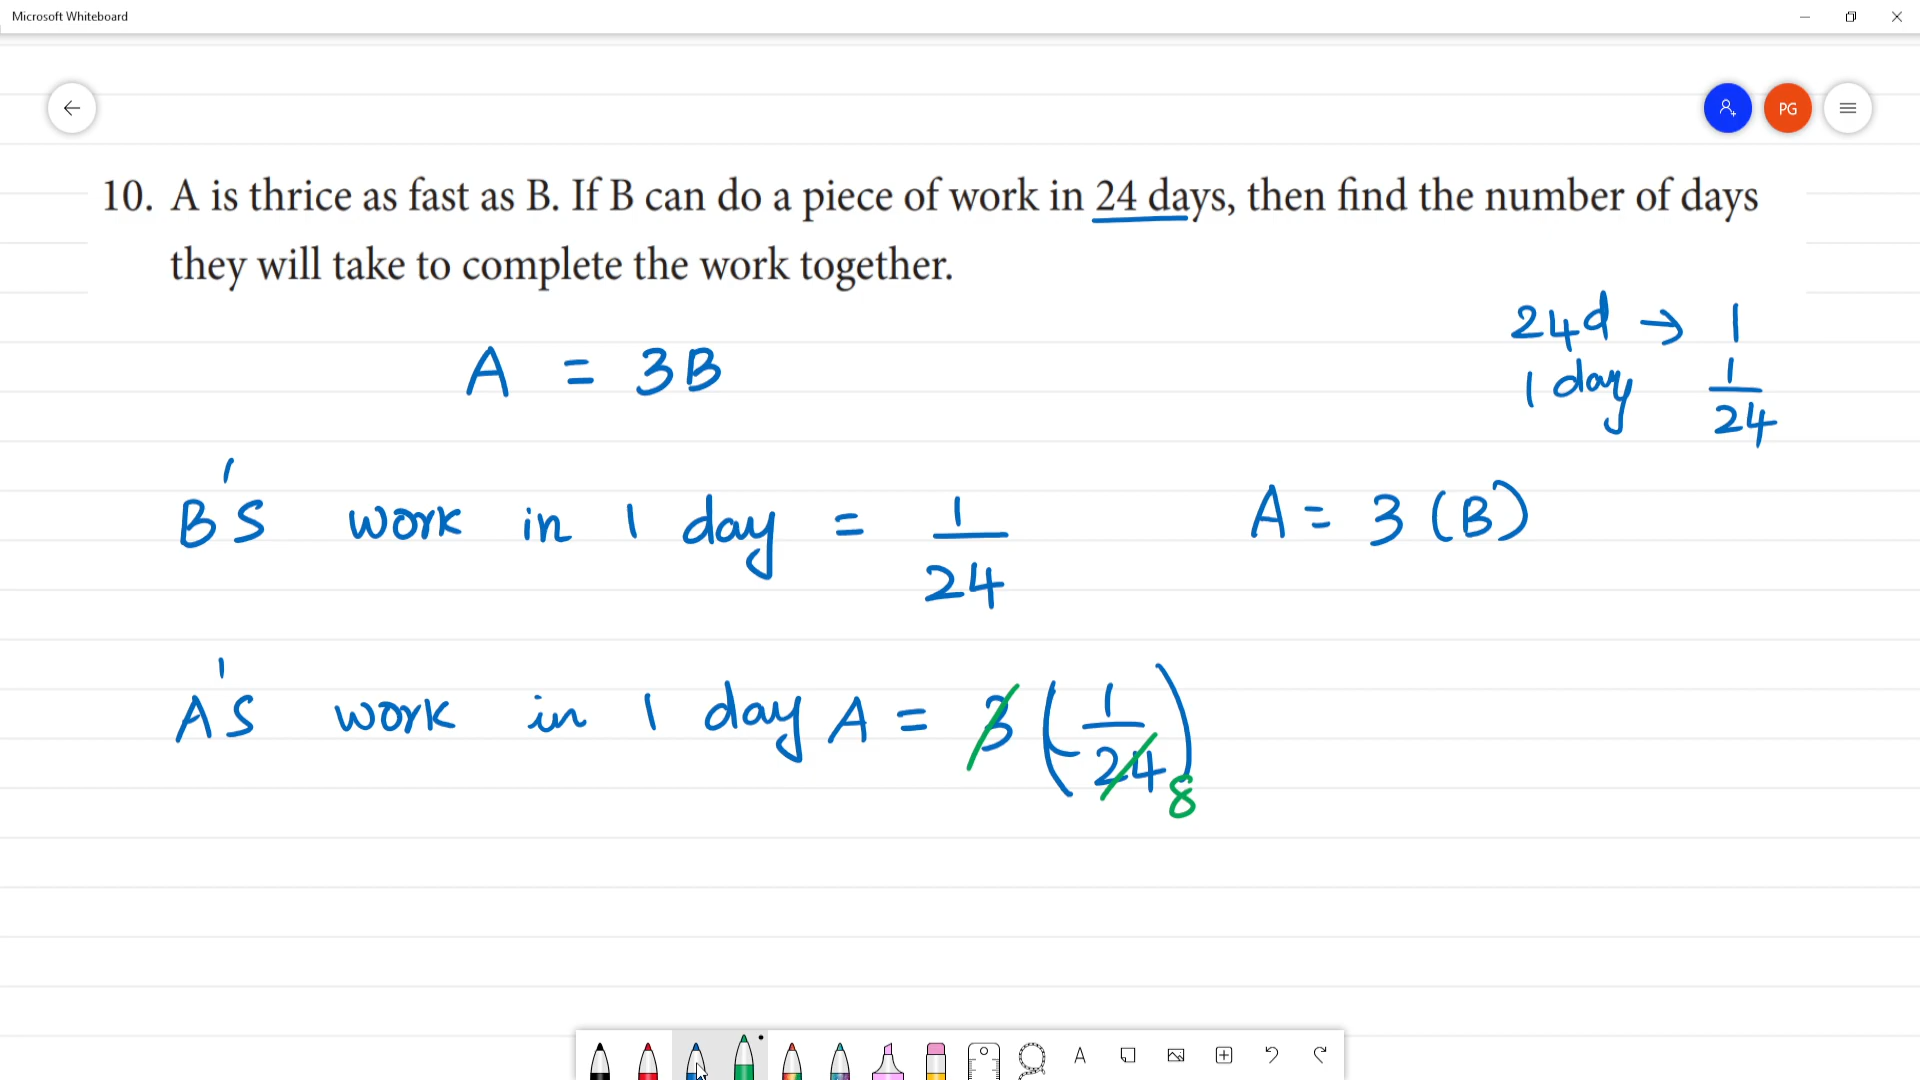 Microsoft Whiteboard
PG
10. A is thrice as fast as B. If B can do a piece of work in 24 days, then find the number of days
they will take to complete the work together.
24d → 1
A = 3B
1 day 1/24
B's work in 1 day = 1/24
A = 3 (B)
A's work in 1 day A = 3 (1/24) 8
A